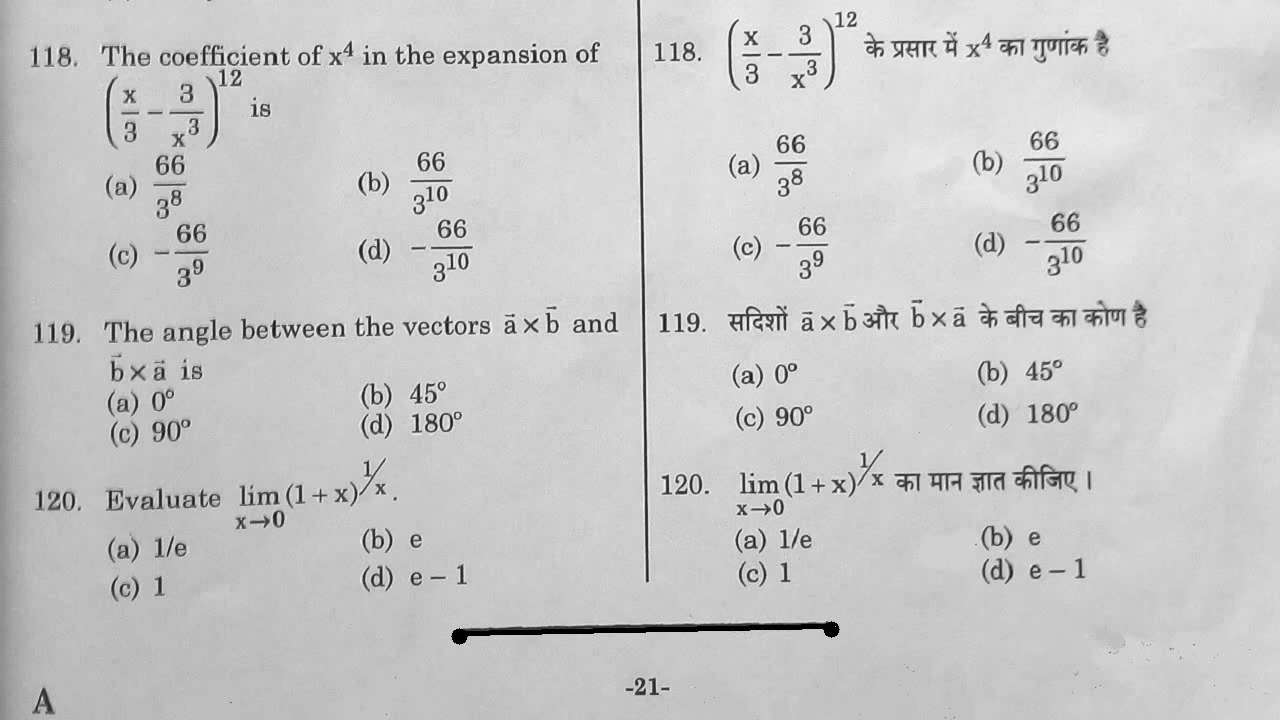 118. The coefficient of x⁴ in the expansion of
(x/3 − 3/x³)¹² is
(a) 66/3⁸ (b) 66/3¹⁰
(c) −66/3⁹ (d) −66/3¹⁰
119. The angle between the vectors a⃗ × b⃗ and
b⃗ × a⃗ is
(a) 0° (b) 45°
(c) 90° (d) 180°
120. Evaluate lim (1 + x)^1/x.
x→0
(a) 1/e (b) e
(c) 1 (d) e − 1
118. (x/3 − 3/x³)¹² के प्रसार में x⁴ का गुणांक है
(a) 66/3⁸ (b) 66/3¹⁰
(c) −66/3⁹ (d) −66/3¹⁰
119. सदिशों a⃗ × b⃗ और b⃗ × a⃗ के बीच का कोण है
(a) 0° (b) 45°
(c) 90° (d) 180°
120. lim (1 + x)^1/x का मान ज्ञात कीजिए।
x→0
(a) 1/e (b) e
(c) 1 (d) e − 1
-21-
A